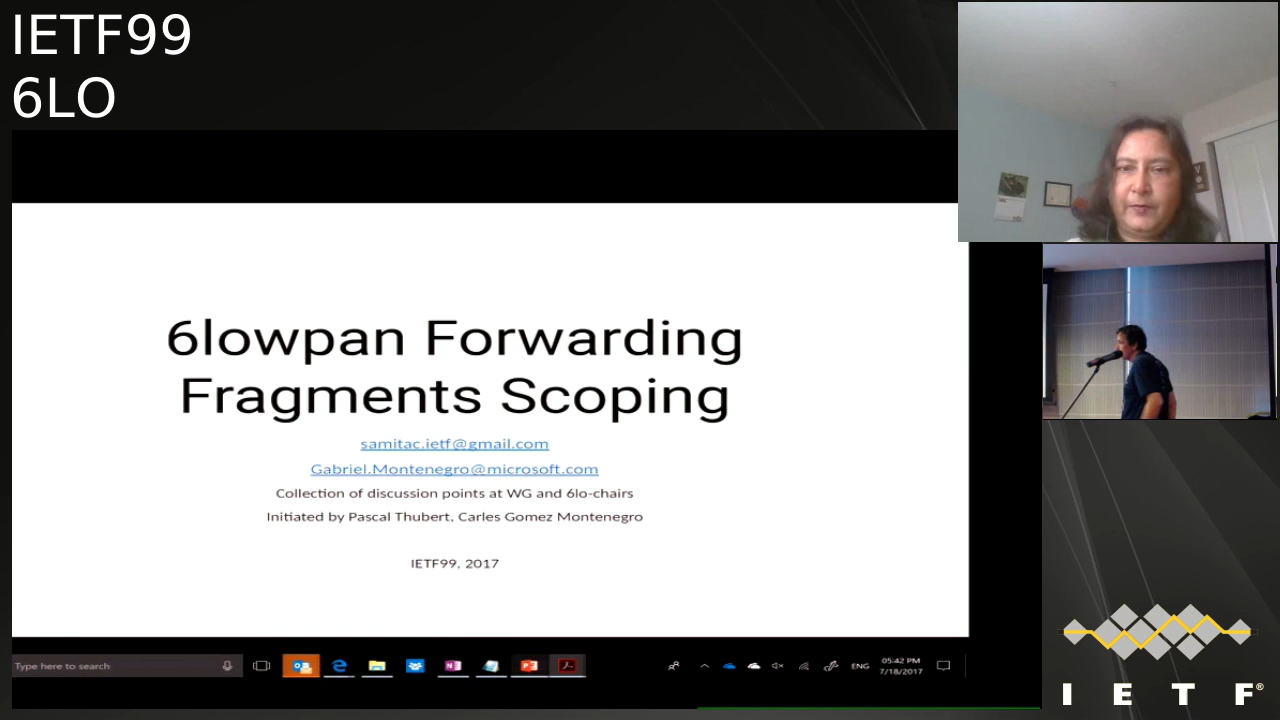 IETF99
6LO
6lowpan Forwarding
Fragments Scoping
samitac.ietf@gmail.com
Gabriel.Montenegro@microsoft.com
Collection of discussion points at WG and 6lo-chairs
Initiated by Pascal Thubert, Carles Gomez Montenegro
IETF99, 2017
Type here to search
ENG
05:42 PM
7/18/2017
I E T F®